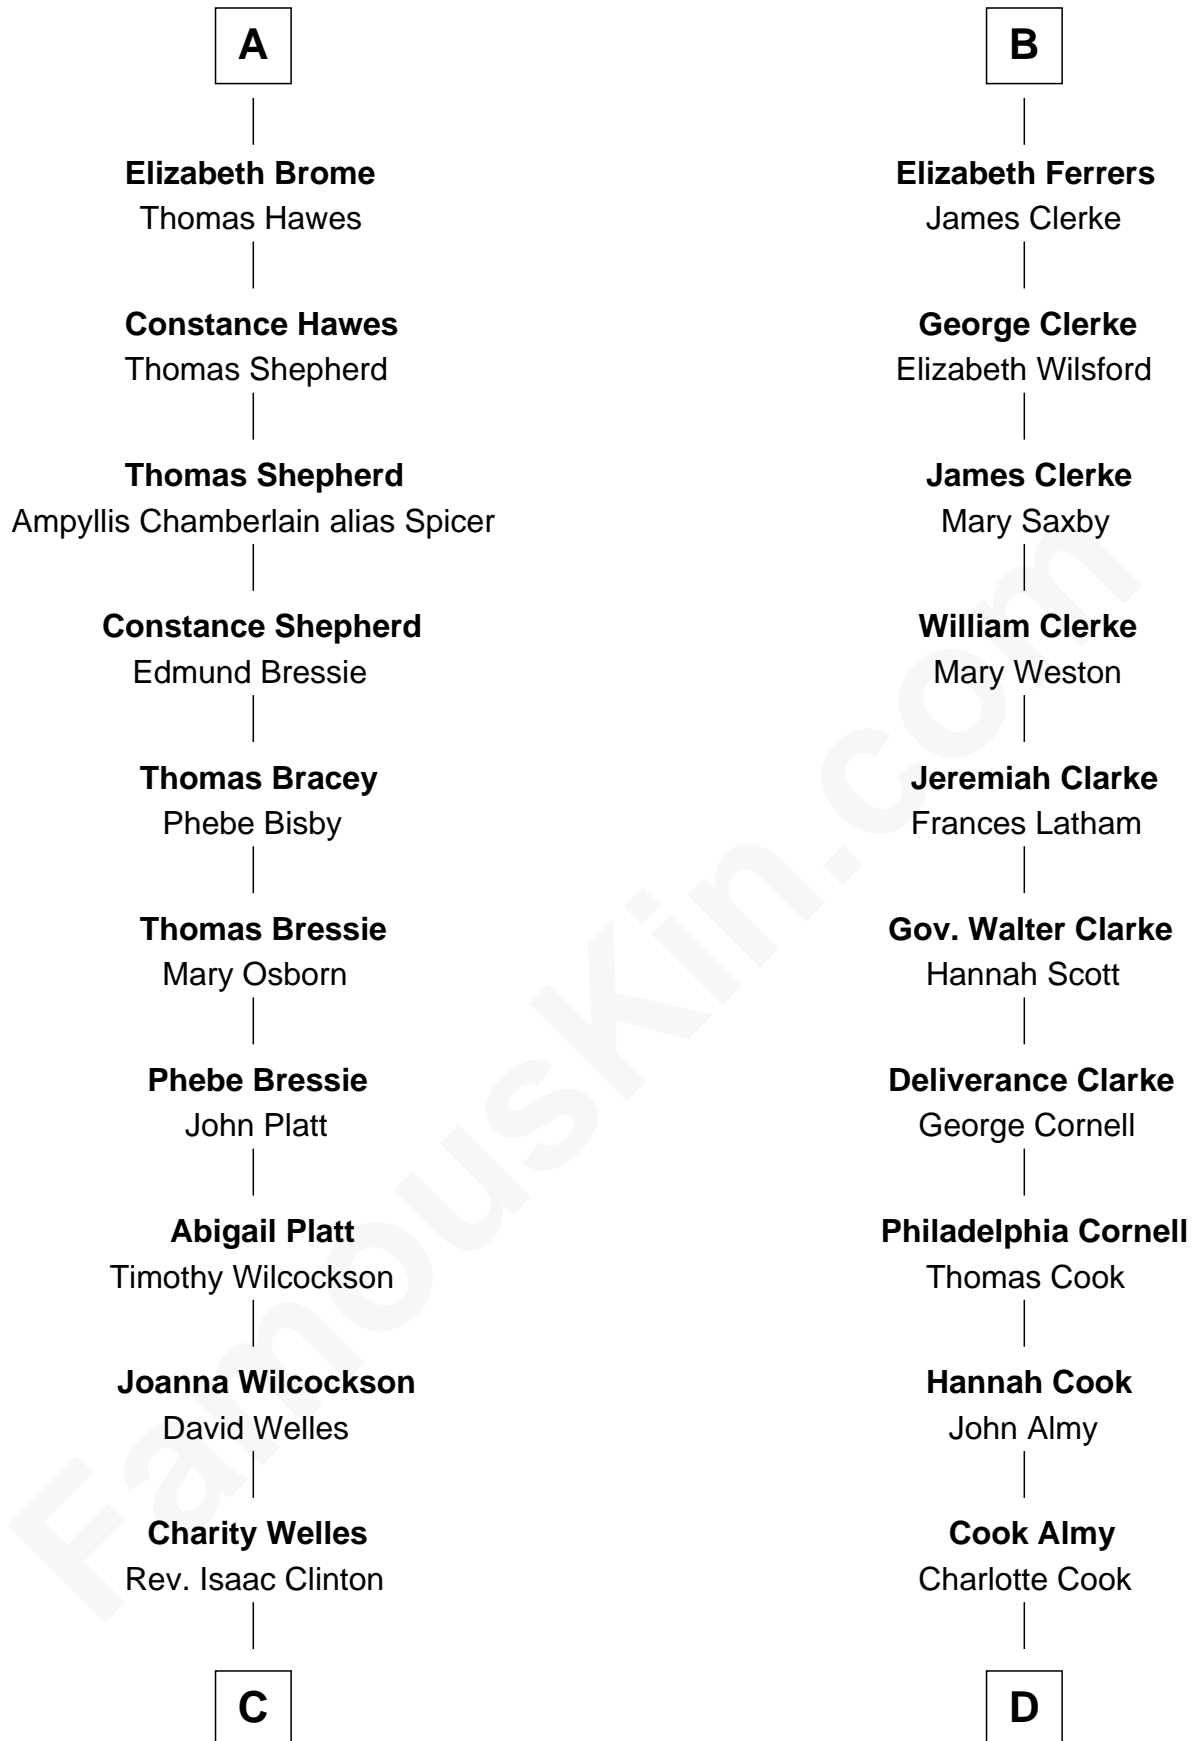 A
Elizabeth Brome
Thomas Hawes
Constance Hawes
Thomas Shepherd
Thomas Shepherd
Ampyllis Chamberlain alias Spicer
Constance Shepherd
Edmund Bressie
Thomas Bracey
Phebe Bisby
Thomas Bressie
Mary Osborn
Phebe Bressie
John Platt
Abigail Platt
Timothy Wilcockson
Joanna Wilcockson
David Welles
Charity Welles
Rev. Isaac Clinton
C
B
Elizabeth Ferrers
James Clerke
George Clerke
Elizabeth Wilsford
James Clerke
Mary Saxby
William Clerke
Mary Weston
Jeremiah Clarke
Frances Latham
Gov. Walter Clarke
Hannah Scott
Deliverance Clarke
George Cornell
Philadelphia Cornell
Thomas Cook
Hannah Cook
John Almy
Cook Almy
Charlotte Cook
D
FamousKin.com